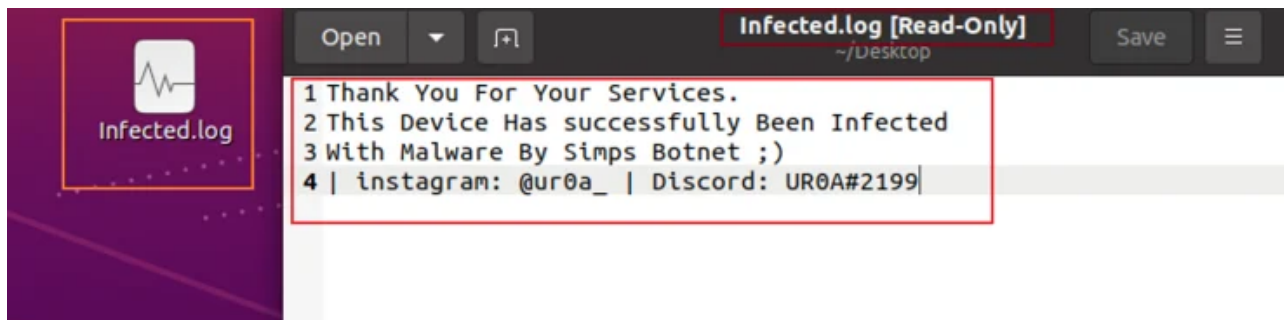 Infected.log
Open
Infected.log [Read-Only]
~/Desktop
Save
1 Thank You For Your Services.
2 This Device Has successfully Been Infected
3 With Malware By Simps Botnet ;)
4 | instagram: @ur0a_ | Discord: UR0A#2199